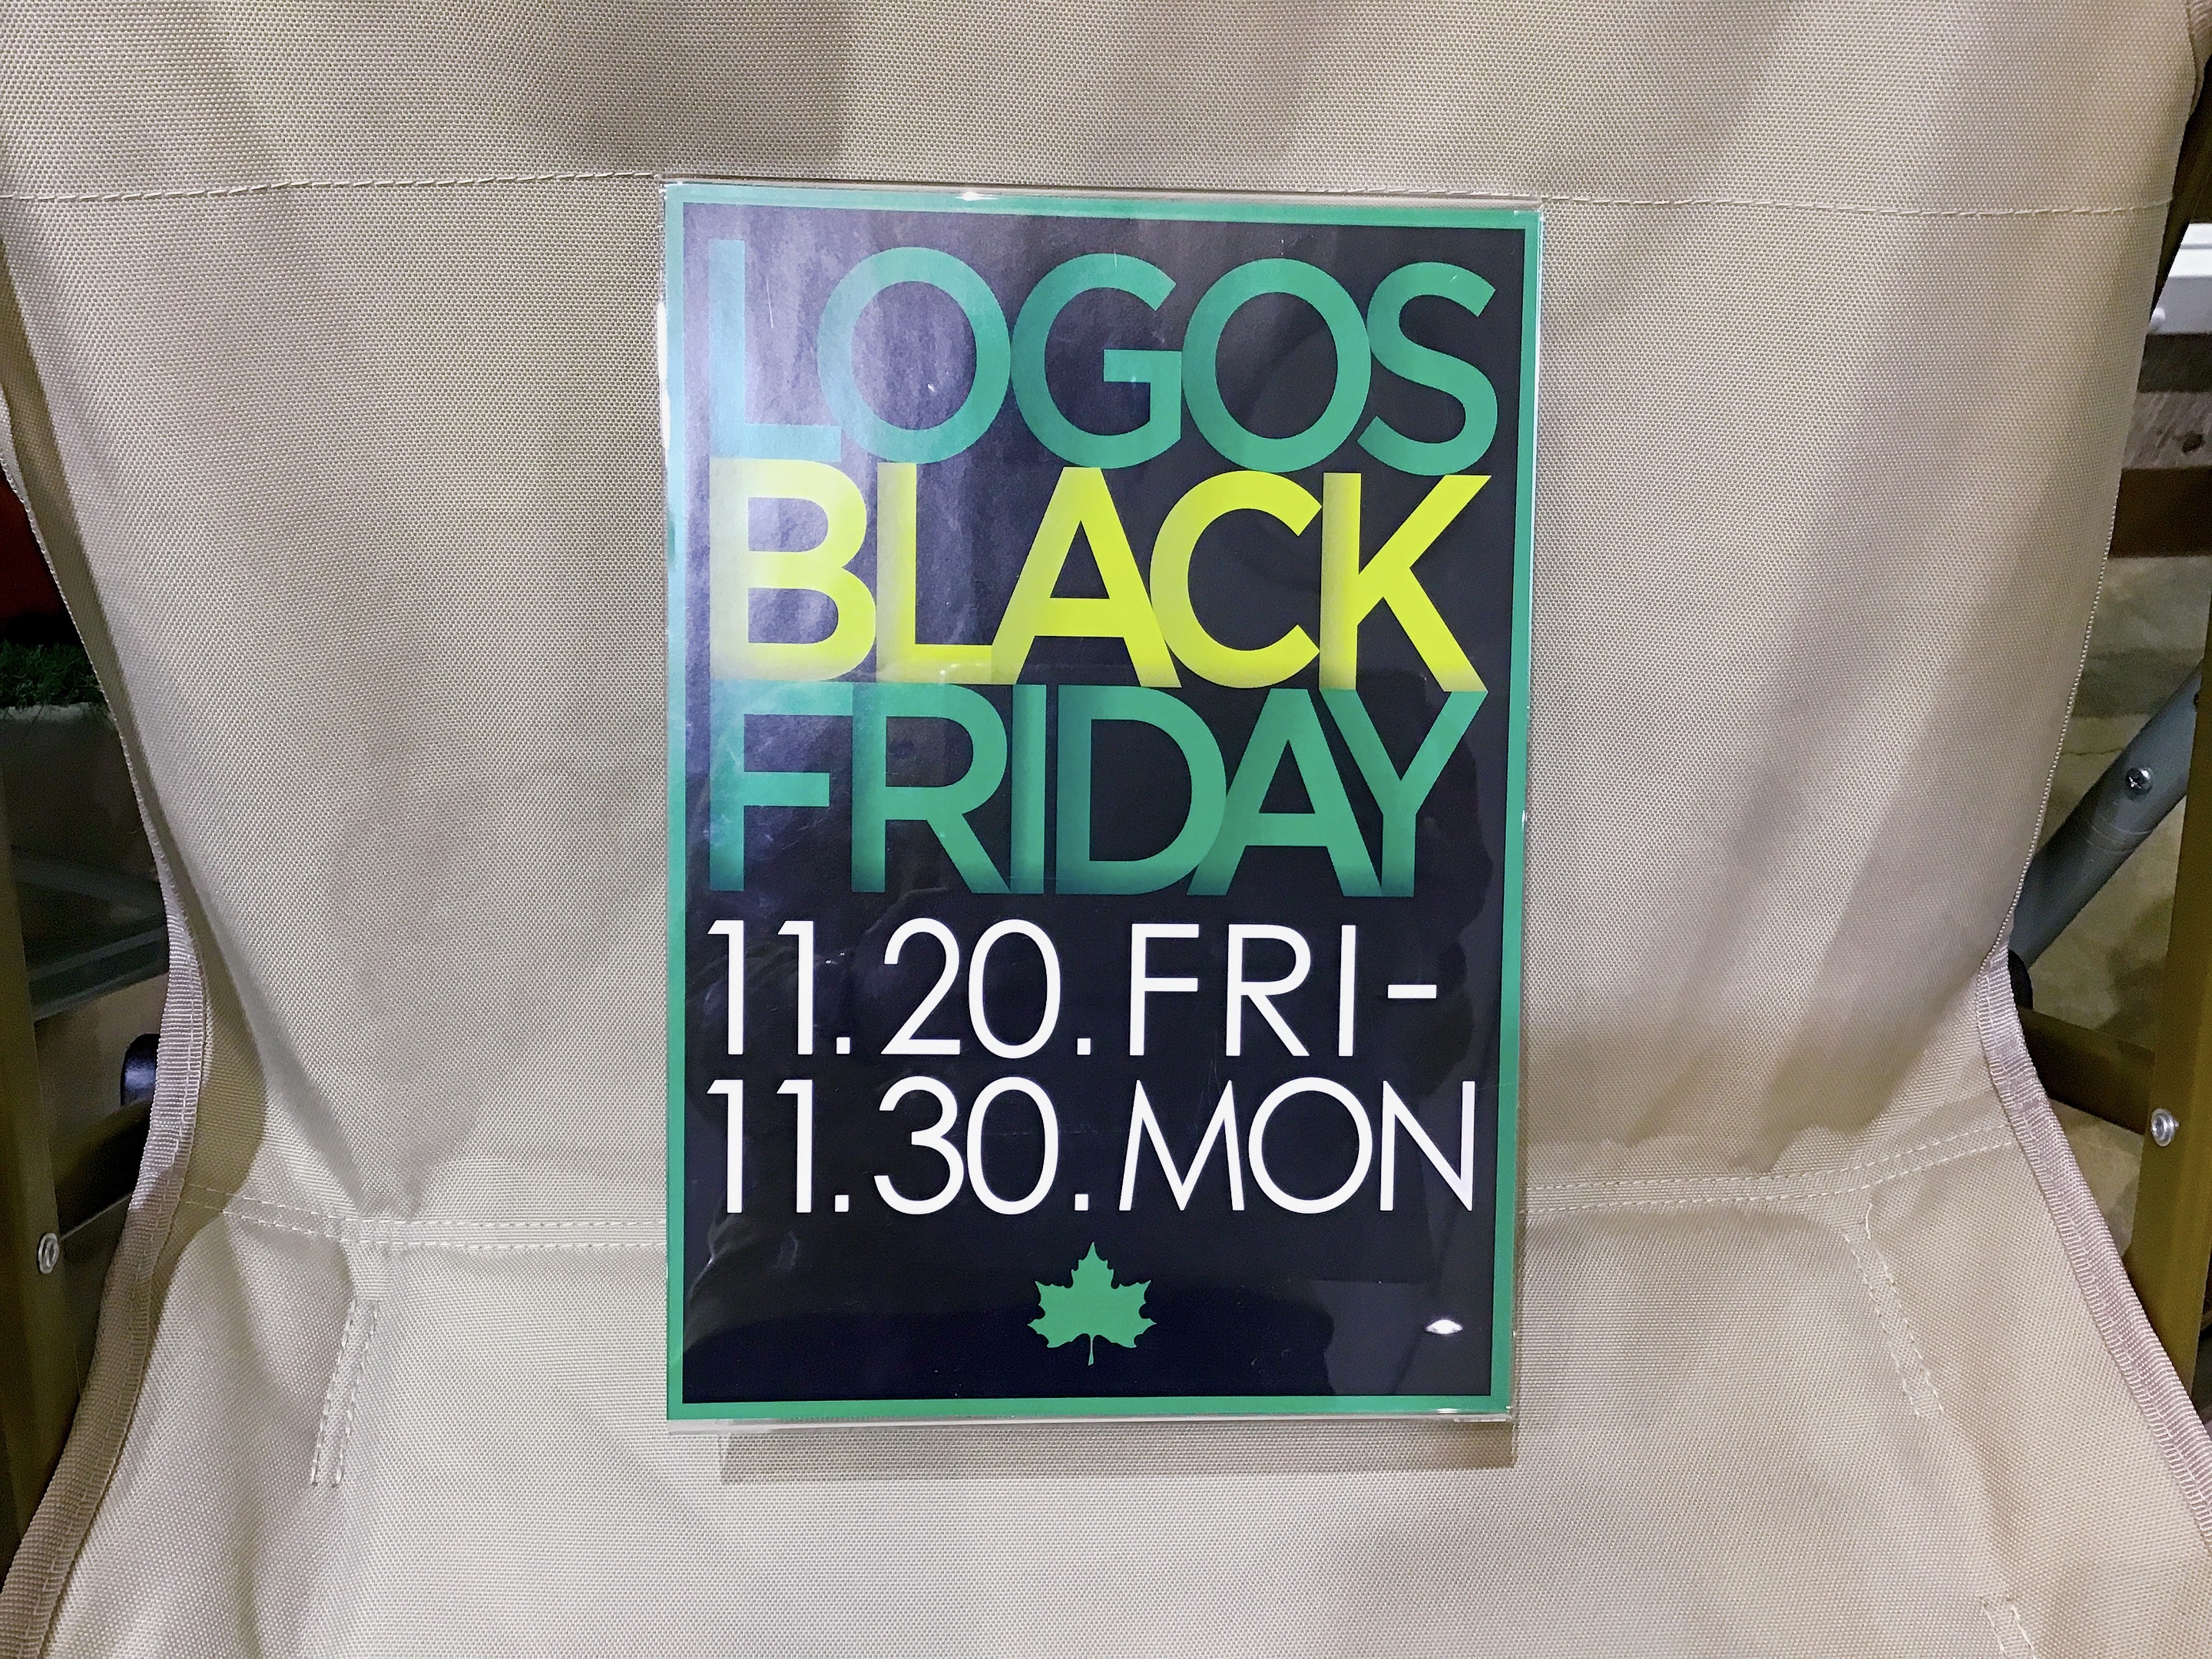 LOGOS
BLACK
FRIDAY
11.20.FRI-
11.30.MON